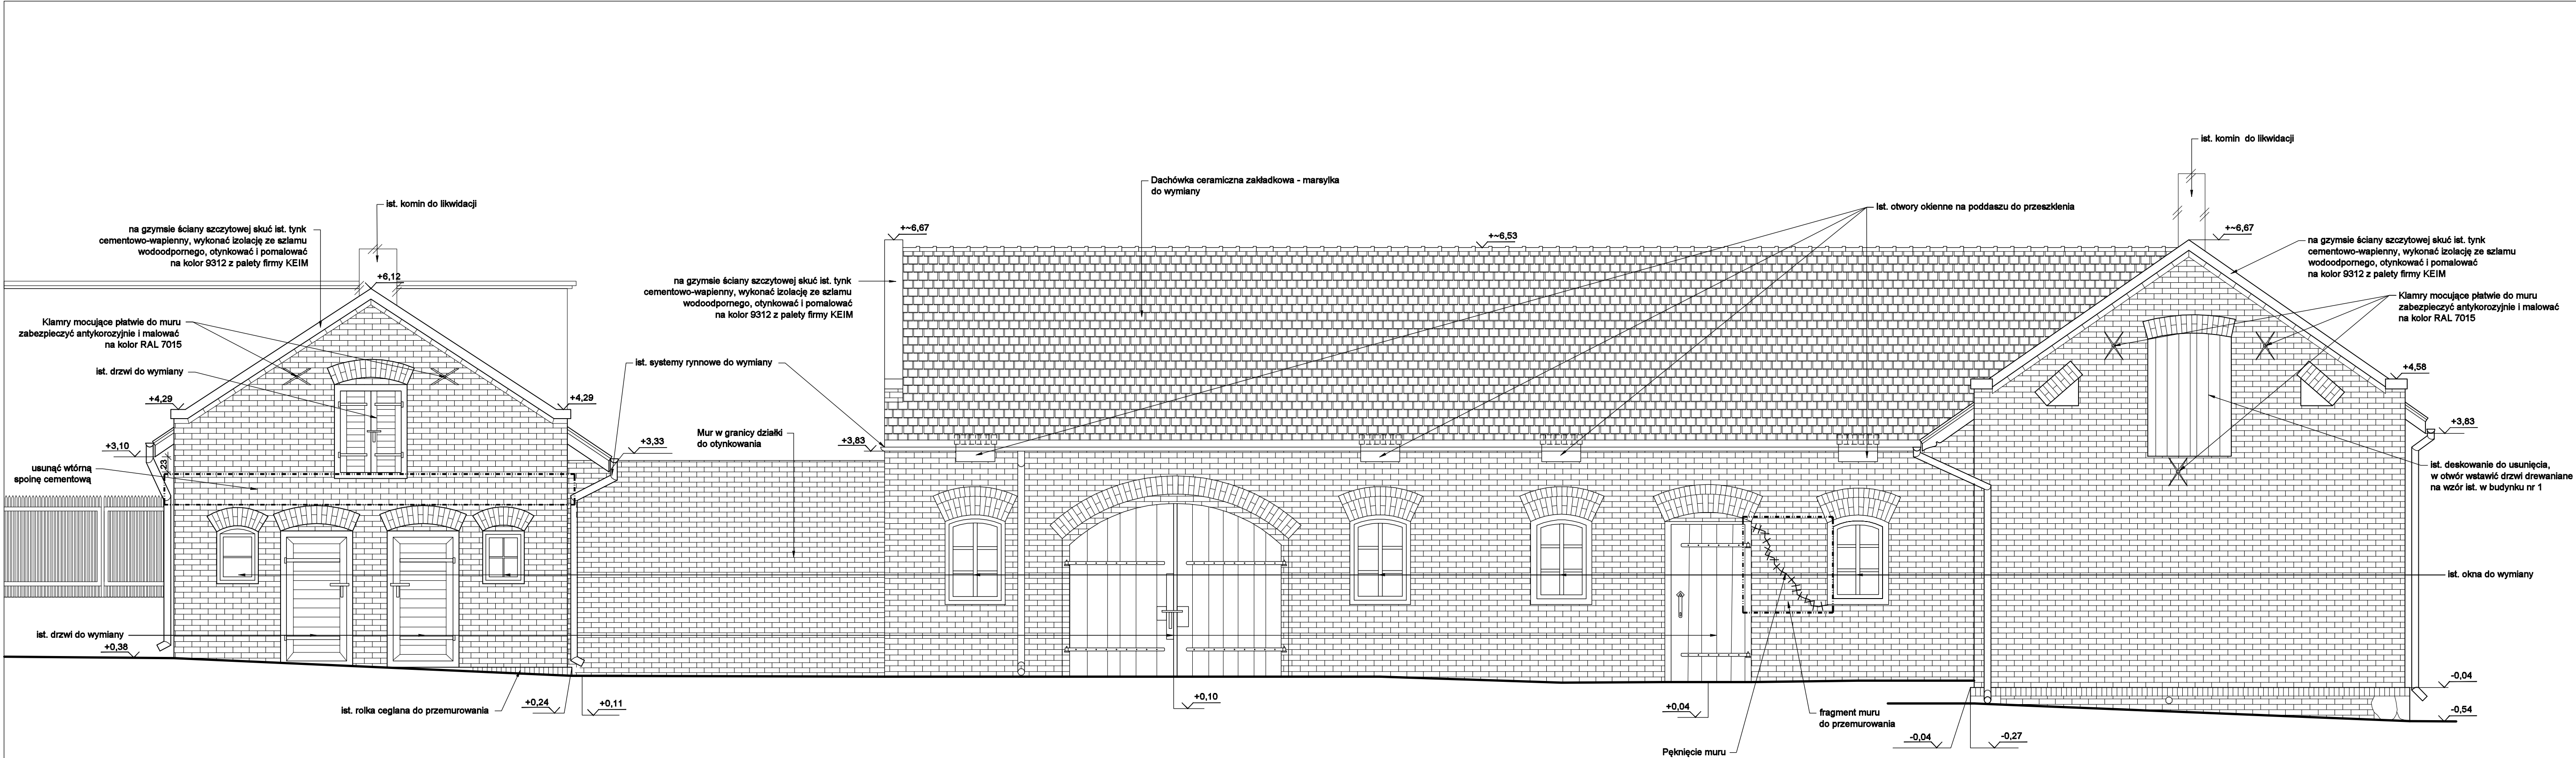 ist. komin do likwidacji
na gzymsie ściany szczytowej skuć ist. tynk
cementowo-wapienny, wykonać izolację ze szlamu
wodoodpornego, otynkować i pomalować
na kolor 9312 z palety firmy KEIM
+6,12
Klamry mocujące płatwie do muru
zabezpieczyć antykorozyjnie i malować
na kolor RAL 7015
ist. drzwi do wymiany
+4,29
+4,29
+3,10
23
usunąć wtórną
spoinę cementową
ist. drzwi do wymiany
+0,38
ist. rolka ceglana do przemurowania
+0,24
+0,11
ist. systemy rynnowe do wymiany
+3,33
Mur w granicy działki
do otynkowania
+3,83
na gzymsie ściany szczytowej skuć ist. tynk
cementowo-wapienny, wykonać izolację ze szlamu
wodoodpornego, otynkować i pomalować
na kolor 9312 z palety firmy KEIM
+~6,67
Dachówka ceramiczna zakładkowa - marsylka
do wymiany
+~6,53
Ist. otwory okienne na poddaszu do przeszklenia
+0,10
+0,04
Pęknięcie muru
fragment muru
do przemurowania
ist. komin  do likwidacji
+~6,67
na gzymsie ściany szczytowej skuć ist. tynk
cementowo-wapienny, wykonać izolację ze szlamu
wodoodpornego, otynkować i pomalować
na kolor 9312 z palety firmy KEIM
Klamry mocujące płatwie do muru
zabezpieczyć antykorozyjnie i malować
na kolor RAL 7015
+4,58
+3,83
ist. deskowanie do usunięcia,
w otwór wstawić drzwi drewaniane
na wzór ist. w budynku nr 1
ist. okna do wymiany
-0,04
-0,54
-0,04
-0,27